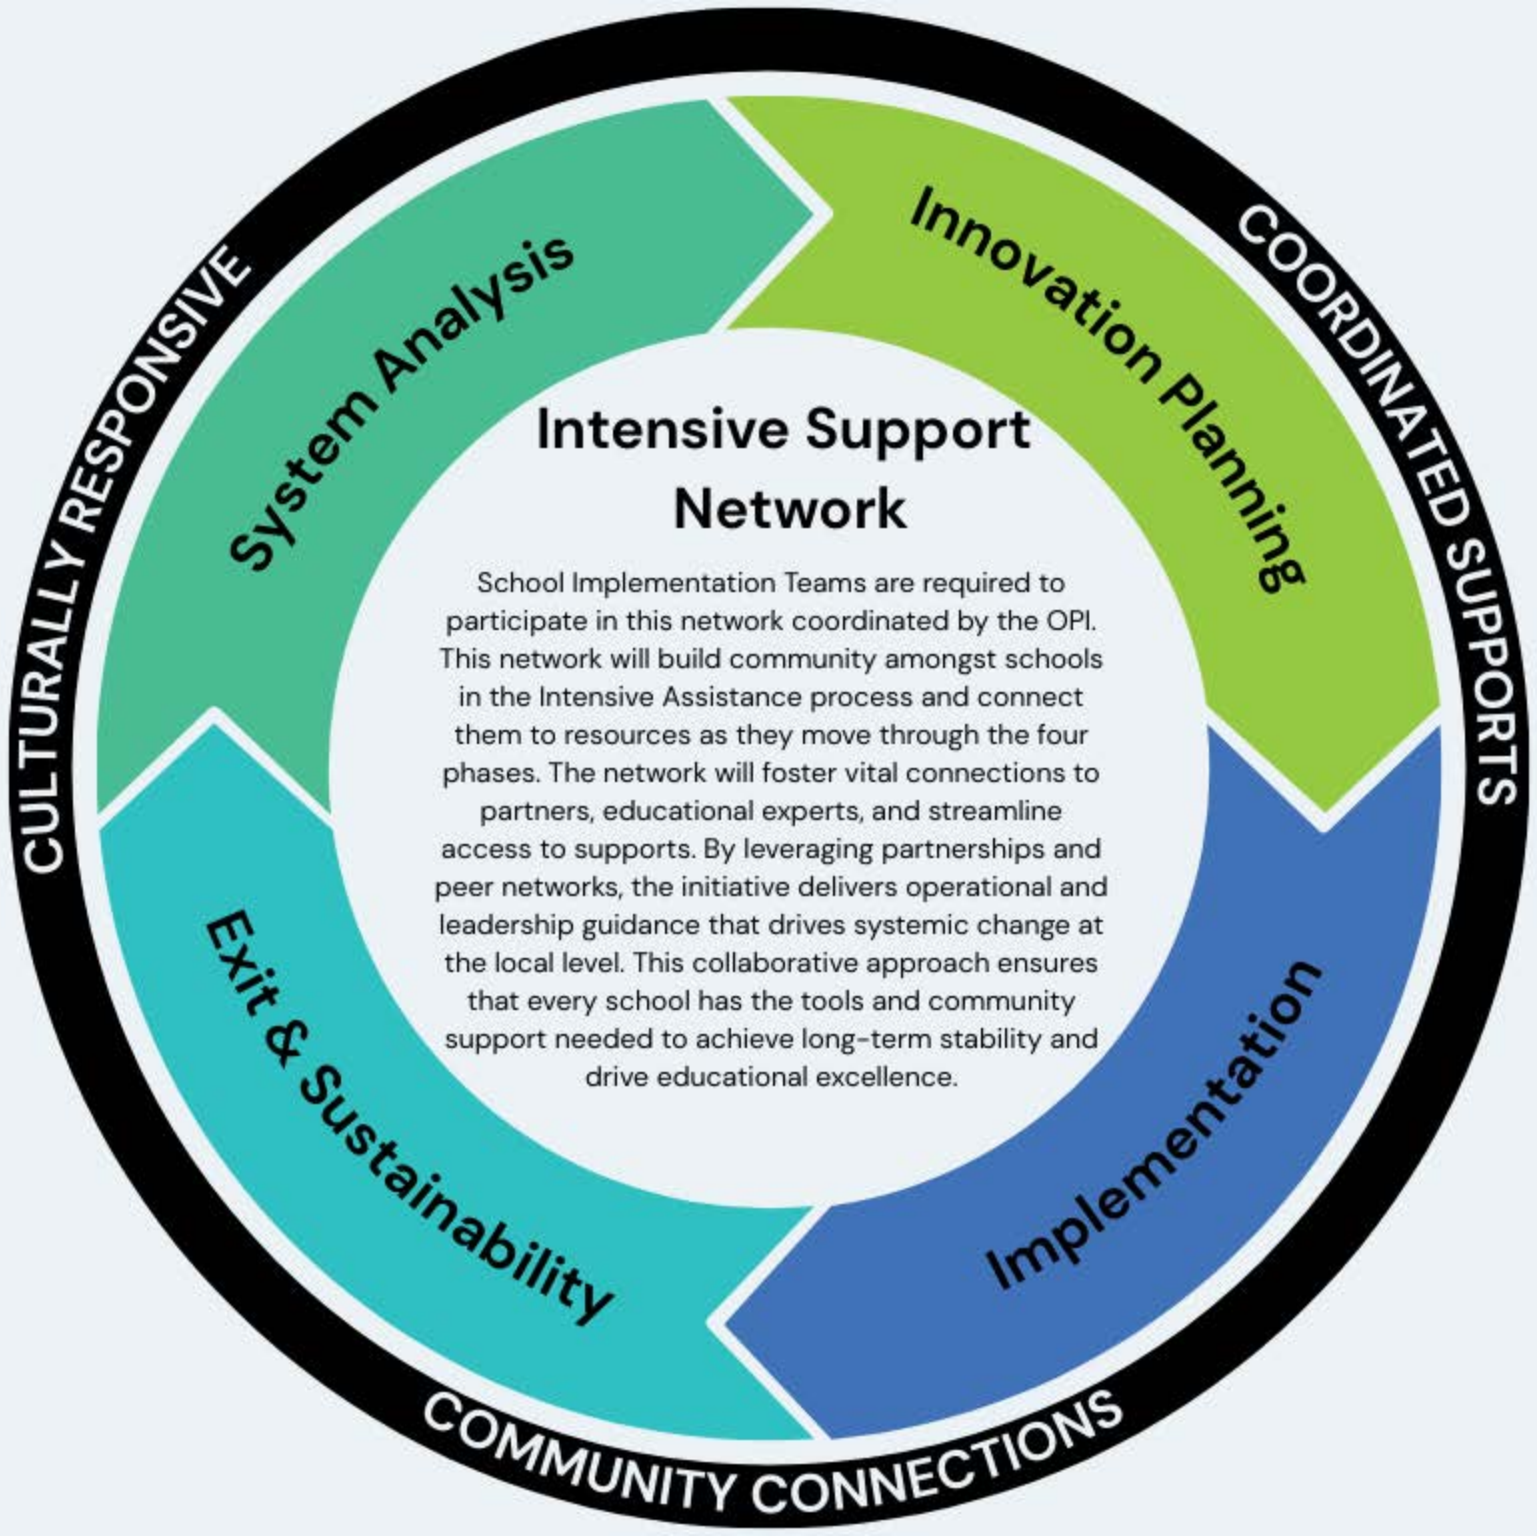 CULTURALLY RESPONSIVE
COORDINATED SUPPORTS
COMMUNITY CONNECTIONS
System Analysis
Innovation Planning
Implementation
Exit & Sustainability
Intensive Support
Network
School Implementation Teams are required to
participate in this network coordinated by the OPI.
This network will build community amongst schools
in the Intensive Assistance process and connect
them to resources as they move through the four
phases. The network will foster vital connections to
partners, educational experts, and streamline
access to supports. By leveraging partnerships and
peer networks, the initiative delivers operational and
leadership guidance that drives systemic change at
the local level. This collaborative approach ensures
that every school has the tools and community
support needed to achieve long-term stability and
drive educational excellence.